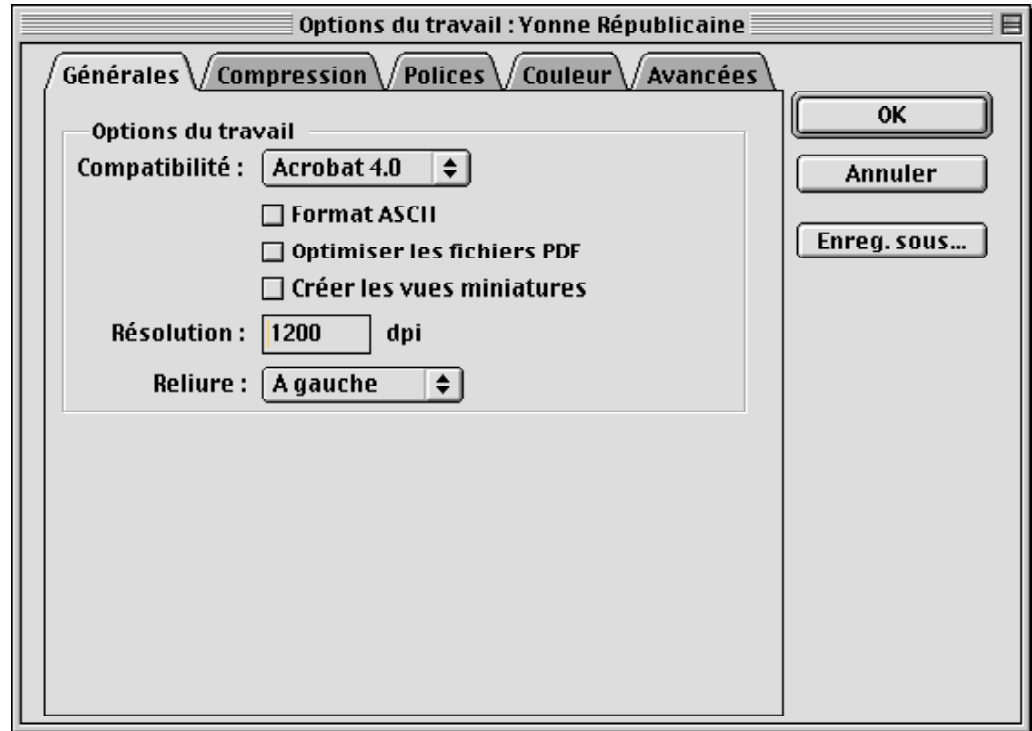 Options du travail : Yonne Républicaine
Générales Compression Polices Couleur Avancées
OK
Annuler
Enreg. sous...
Options du travail
Compatibilité : Acrobat 4.0
Format ASCII
Optimiser les fichiers PDF
Créer les vues miniatures
Résolution : 1200 dpi
Reliure : A gauche